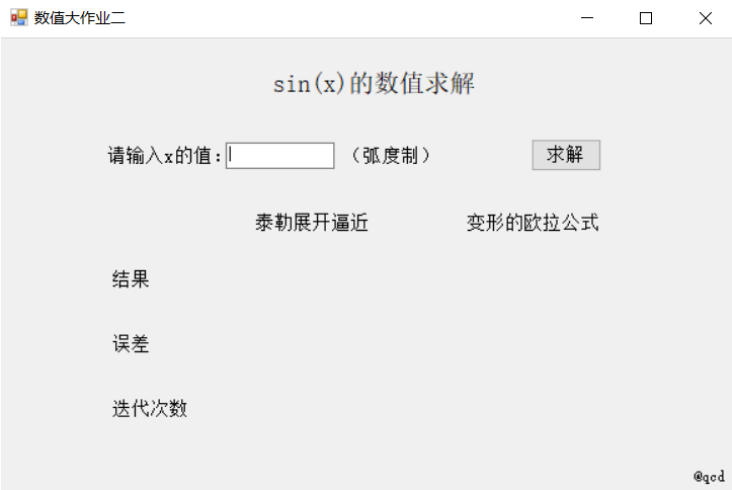 数值大作业二
sin(x)的数值求解
请输入x的值： （弧度制） 求解
泰勒展开逼近 变形的欧拉公式
结果
误差
迭代次数
@qcd